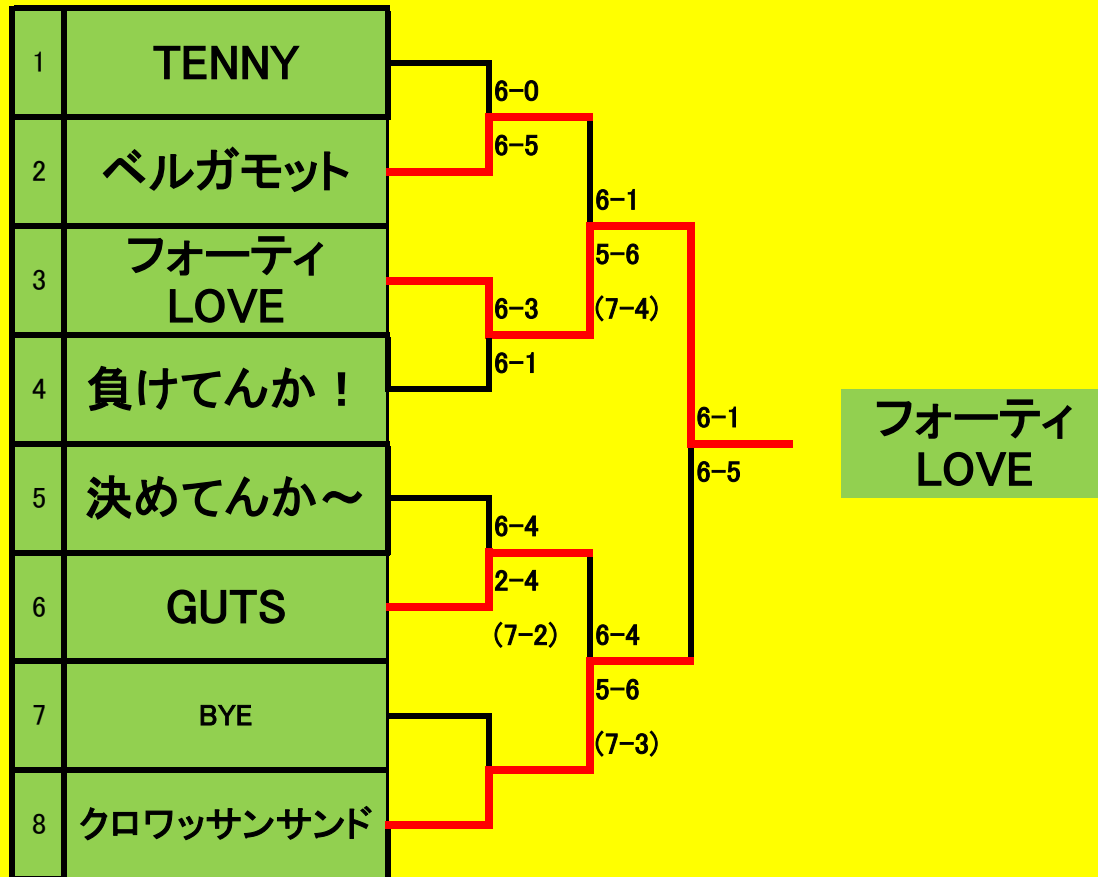 1
TENNY
2
ベルガモット
3
フォーティ
LOVE
4
負けてんか！
5
決めてんか～
6
GUTS
7
BYE
8
クロワッサンサンド
6-0
6-5
6-3
6-1
6-4
2-4
(7-2)
6-1
5-6
(7-4)
6-4
5-6
(7-3)
6-1
6-5
フォーティ
LOVE